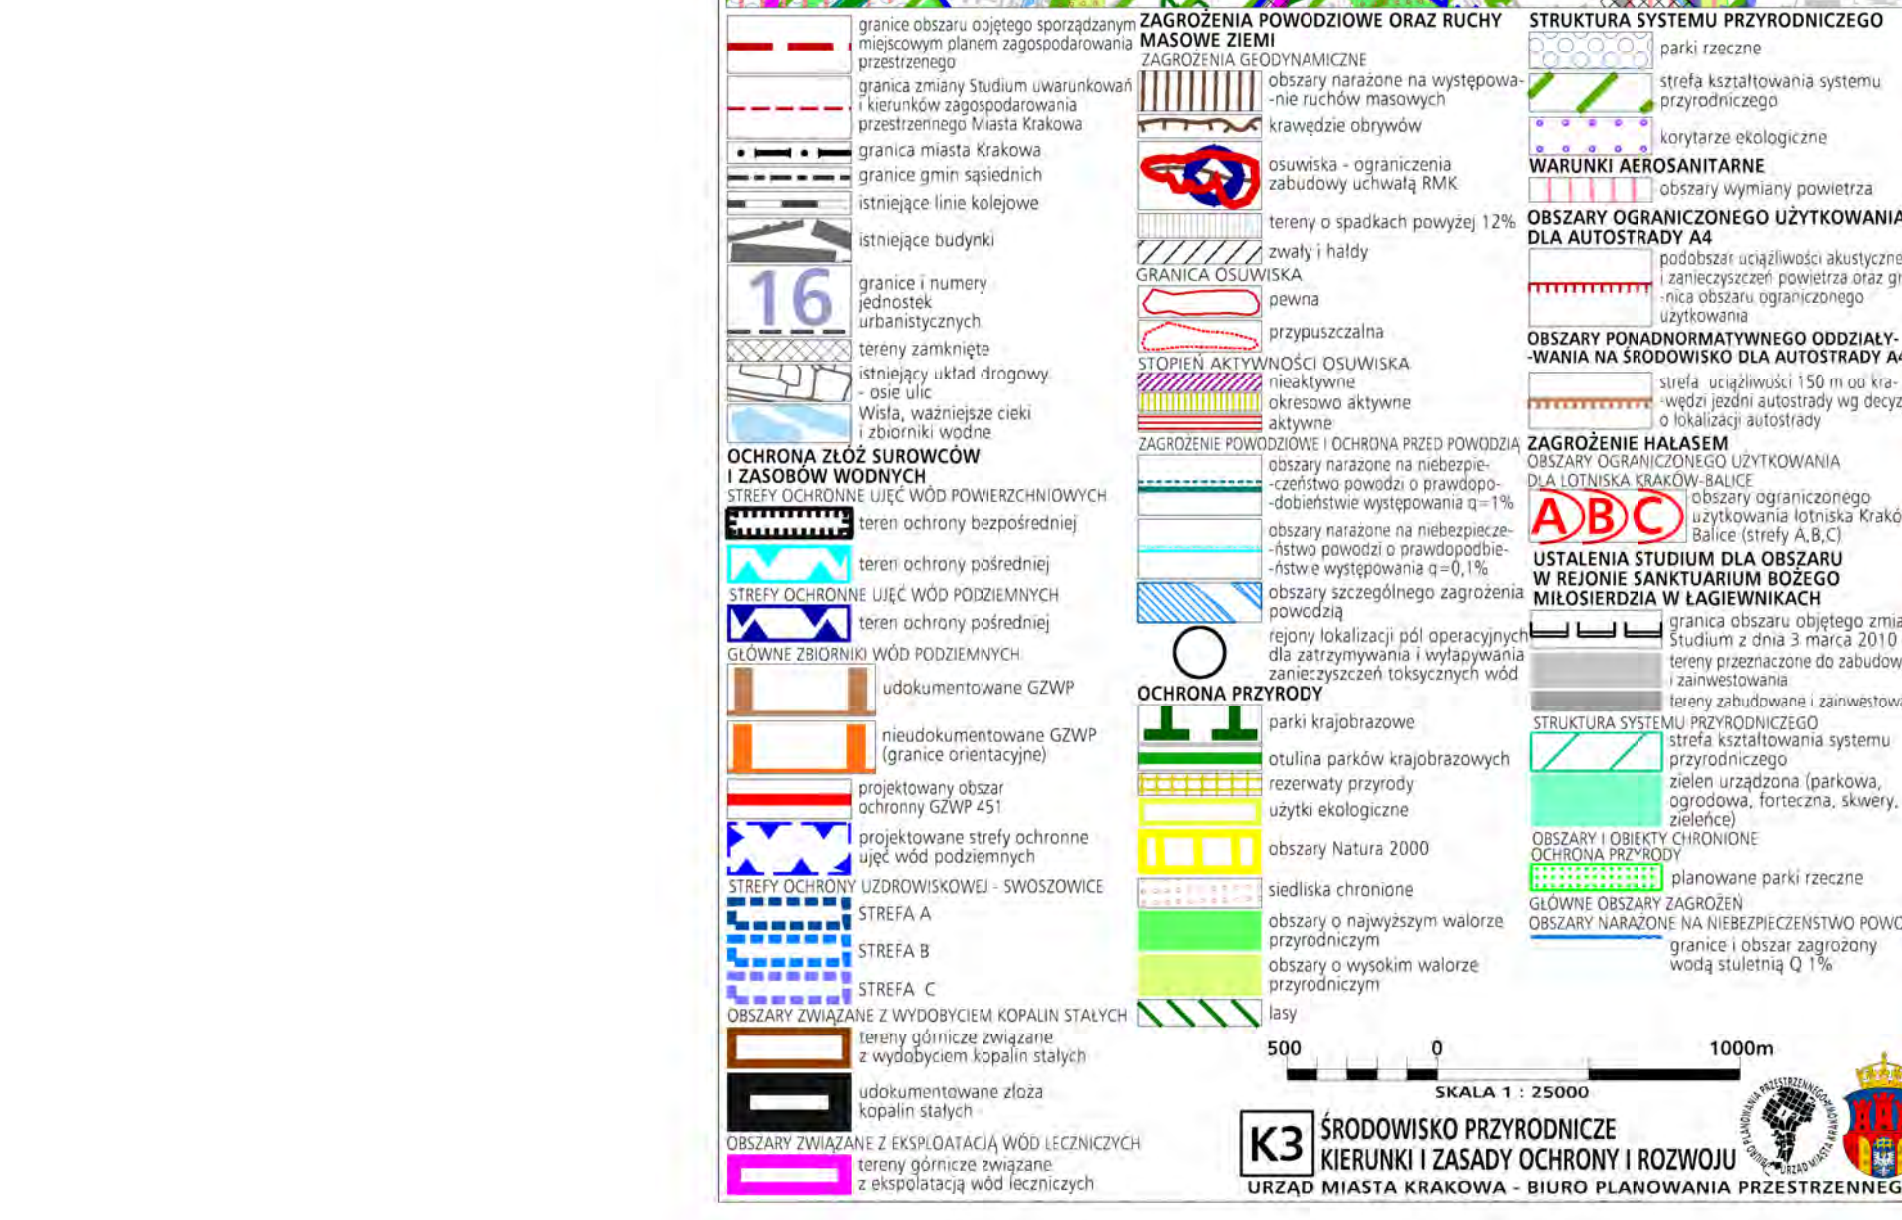 granice obszaru objętego sporządzanym
miejscowym planem zagospodarowania
przestrzenego
granica zmiany Studium uwarunkowań
i kierunków zagospodarowania
przestrzennego Miasta Krakowa
granica miasta Krakowa
granice gmin sąsiednich
istniejące linie kolejowe
istniejące budynki
16
granice i numery
jednostek
urbanistycznych
tereny zamknięte
istniejący układ drogowy
- osie ulic
Wisła, ważniejsze cieki
i zbiorniki wodne
OCHRONA ZŁÓŻ SUROWCÓW
I ZASOBÓW WODNYCH
STREFY OCHRONNE UJĘĆ WÓD POWIERZCHNIOWYCH
teren ochrony bezpośredniej
teren ochrony pośredniej
STREFY OCHRONNE UJĘĆ WÓD PODZIEMNYCH
teren ochrony pośredniej
GŁÓWNE ZBIORNIKI WÓD PODZIEMNYCH
udokumentowane GZWP
nieudokumentowane GZWP
(granice orientacyjne)
projektowany obszar
ochronny GZWP 451
projektowane strefy ochronne
ujęć wód podziemnych
STREFY OCHRONY UZDROWISKOWEJ - SWOSZOWICE
STREFA A
STREFA B
STREFA C
OBSZARY ZWIĄZANE Z WYDOBYCIEM KOPALIN STAŁYCH
tereny górnicze związane
z wydobyciem kopalin stałych
udokumentowane złoża
kopalin stałych
OBSZARY ZWIĄZANE Z EKSPLOATACJĄ WÓD LECZNICZYCH
tereny górnicze związane
z ekspolatacją wód leczniczych
ZAGROŻENIA POWODZIOWE ORAZ RUCHY
MASOWE ZIEMI
ZAGROŻENIA GEODYNAMICZNE
obszary narażone na występowa-
-nie ruchów masowych
krawędzie obrywów
osuwiska - ograniczenia
zabudowy uchwałą RMK
tereny o spadkach powyżej 12%
zwały i hałdy
GRANICA OSUWISKA
pewna
przypuszczalna
STOPIEŃ AKTYWNOŚCI OSUWISKA
nieaktywne
okresowo aktywne
aktywne
ZAGROŻENIE POWODZIOWE I OCHRONA PRZED POWODZIĄ
obszary narażone na niebezpie-
-czeństwo powodzi o prawdopo-
-dobieństwie występowania q=1%
obszary narażone na niebezpiecze-
-ństwo powodzi o prawdopodbie-
-ństwie występowania q=0,1%
obszary szczególnego zagrożenia
powodzią
rejony lokalizacji pól operacyjnych
dla zatrzymywania i wyłapywania
zanieczyszczeń toksycznych wód
OCHRONA PRZYRODY
parki krajobrazowe
otulina parków krajobrazowych
rezerwaty przyrody
użytki ekologiczne
obszary Natura 2000
siedliska chronione
obszary o najwyższym walorze
przyrodniczym
obszary o wysokim walorze
przyrodniczym
lasy
STRUKTURA SYSTEMU PRZYRODNICZEGO
parki rzeczne
strefa kształtowania systemu
przyrodniczego
korytarze ekologiczne
WARUNKI AEROSANITARNE
obszary wymiany powietrza
OBSZARY OGRANICZONEGO UŻYTKOWANIA
DLA AUTOSTRADY A4
podobszar uciążliwości akustyczne
i zanieczyszczeń powietrza oraz gr
-nica obszaru ograniczonego
użytkowania
OBSZARY PONADNORMATYWNEGO ODDZIAŁY-
-WANIA NA ŚRODOWISKO DLA AUTOSTRADY A4
strefa uciążliwości 150 m od kra-
-wędzi jezdni autostrady wg decyz
o lokalizacji autostrady
ZAGROŻENIE HAŁASEM
OBSZARY OGRANICZONEGO UŻYTKOWANIA
DLA LOTNISKA KRAKÓW-BALICE
A B C
obszary ograniczonego
użytkowania lotniska Krakó
Balice (strefy A,B,C)
USTALENIA STUDIUM DLA OBSZARU
W REJONIE SANKTUARIUM BOŻEGO
MIŁOSIERDZIA W ŁAGIEWNIKACH
granica obszaru objętego zmia
Studium z dnia 3 marca 2010
tereny przeznaczone do zabudow
i zainwestowania
tereny zabudowane i zainwestowa
STRUKTURA SYSTEMU PRZYRODNICZEGO
strefa kształtowania systemu
przyrodniczego
zieleń urządzona (parkowa,
ogrodowa, forteczna, skwery,
zieleńce)
OBSZARY I OBIEKTY CHRONIONE
OCHRONA PRZYRODY
planowane parki rzeczne
GŁÓWNE OBSZARY ZAGROŻEŃ
OBSZARY NARAŻONE NA NIEBEZPIECZEŃSTWO POWO
granice i obszar zagrożony
wodą stuletnią Q 1%
500 0 1000m
SKALA 1 : 25000
K3
ŚRODOWISKO PRZYRODNICZE
KIERUNKI I ZASADY OCHRONY I ROZWOJU
URZĄD MIASTA KRAKOWA - BIURO PLANOWANIA PRZESTRZENNEG